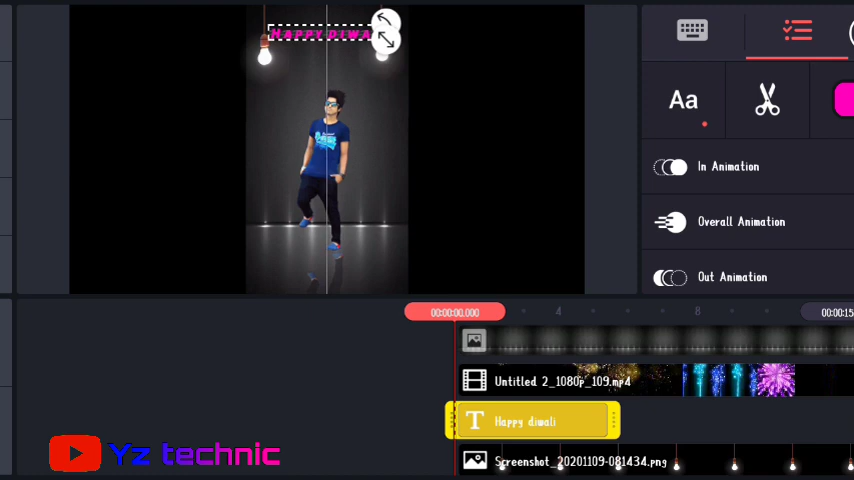 HAPPY DIWA
Aa
In Animation
Overall Animation
Out Animation
00:00:00.000
4
8
00:00:15
Untitled 2_1080p_109.mp4
T
Happy diwali
Yz technic
Screenshot_20201109-081434.png